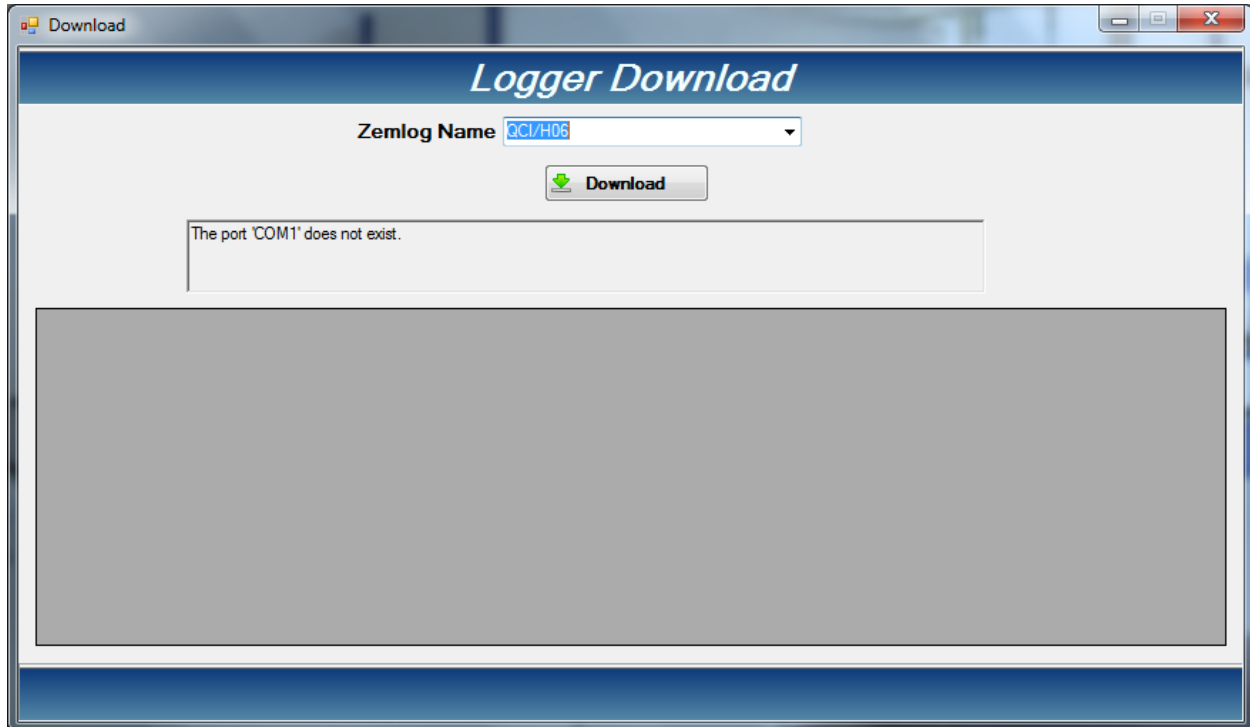 Download
Logger Download
Zemlog Name QCI/H06
Download
The port 'COM1' does not exist.